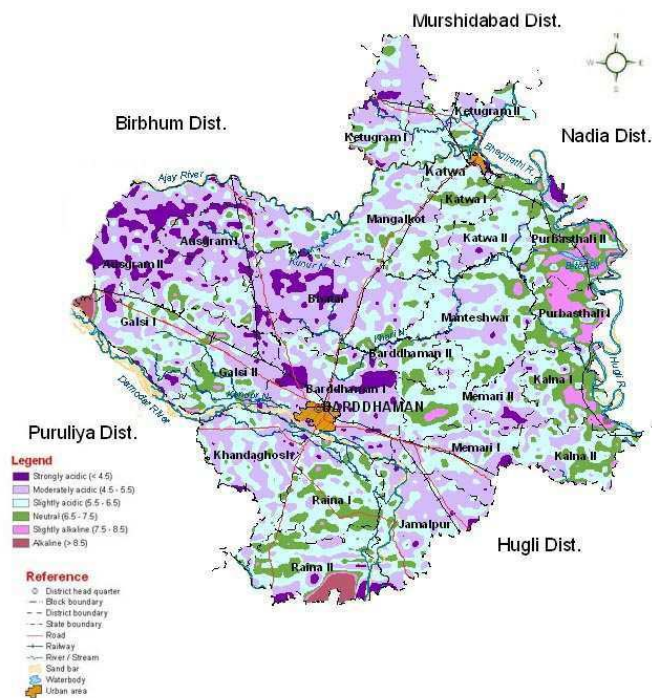 Murshidabad Dist.
N
W E
S
Birbhum Dist.
Ketugram II
Ketugram I
Nadia Dist.
Bhagirathi R.
Katwa
Ajay River
Katwa I
Mangalkot
Katwa II
Purbasthali II
Ausgram I
Ausgram II
Bhatar
Purbasthali I
Manteshwar
Galsi I
Barddhaman II
Hugli R.
Galsi II
Barddhaman I
Kalna I
Memari II
BARDDHAMAN
Damodar River
Puruliya Dist.
Memari I
Kalna II
Khandaghosh
Raina I
Jamalpur
Hugli Dist.
Raina II
Legend
Strongly acidic (< 4.5)
Moderately acidic (4.5 - 5.5)
Slightly acidic (5.5 - 6.5)
Neutral (6.5 - 7.5)
Slightly alkaline (7.5 - 8.5)
Alkaline (> 8.5)
Reference
District head quarter
Block boundary
District boundary
State boundary
Road
Railway
River / Stream
Sand bar
Waterbody
Urban area